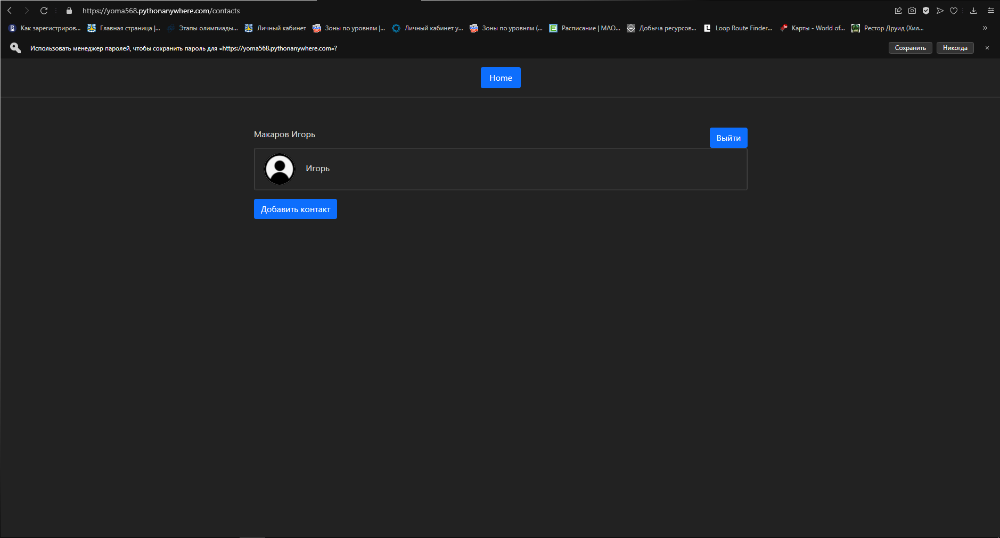 https://yoma568.pythonanywhere.com/contacts
Как зарегистриров... Главная страница |... Этапы олимпиады... Личный кабинет Зоны по уровням |... Личный кабинет у... Зоны по уровням (... Расписание | МАО... Добыча ресурсов... Loop Route Finder... Карты - World of... Рестор Друид (Хил... »
Использовать менеджер паролей, чтобы сохранить пароль для «https://yoma568.pythonanywhere.com»? Сохранить Никогда ×
Home
Макаров Игорь Выйти
Игорь
Добавить контакт